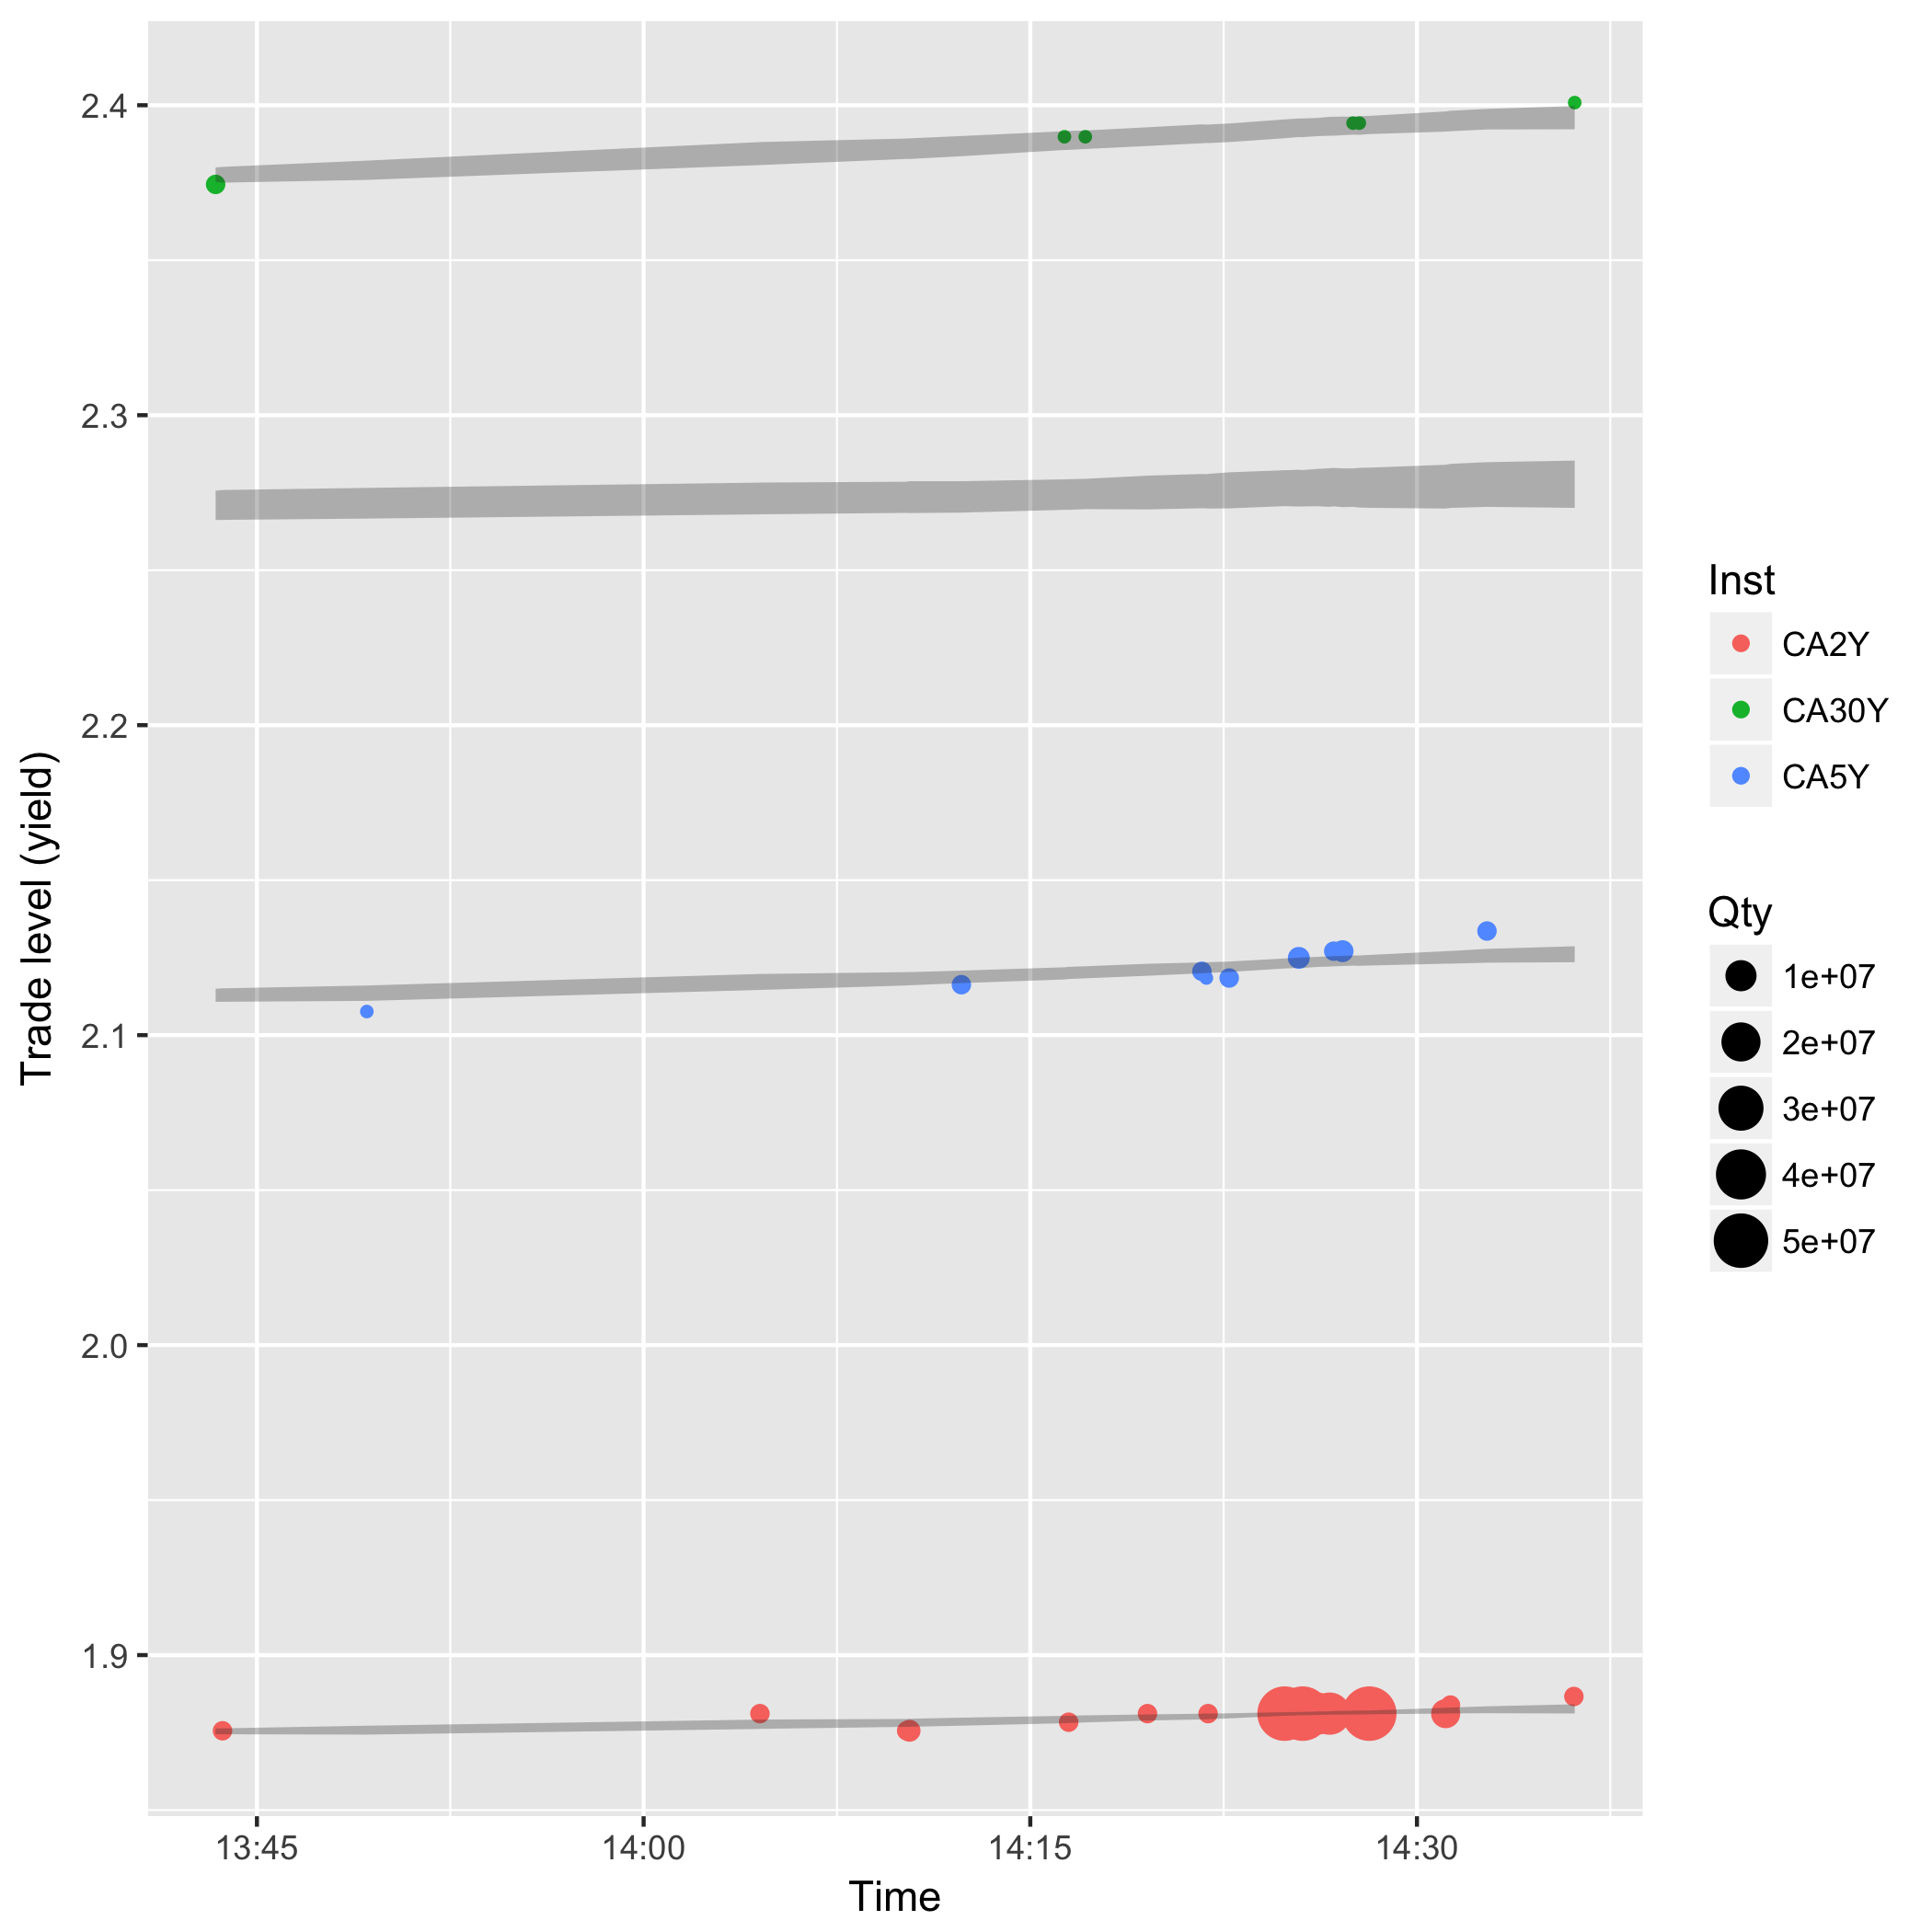 Trade level (yield)
2.4
2.3
2.2
2.1
2.0
1.9
13:45
14:00
14:15
14:30
Time
Inst
CA2Y
CA30Y
CA5Y
Qty
1e+07
2e+07
3e+07
4e+07
5e+07